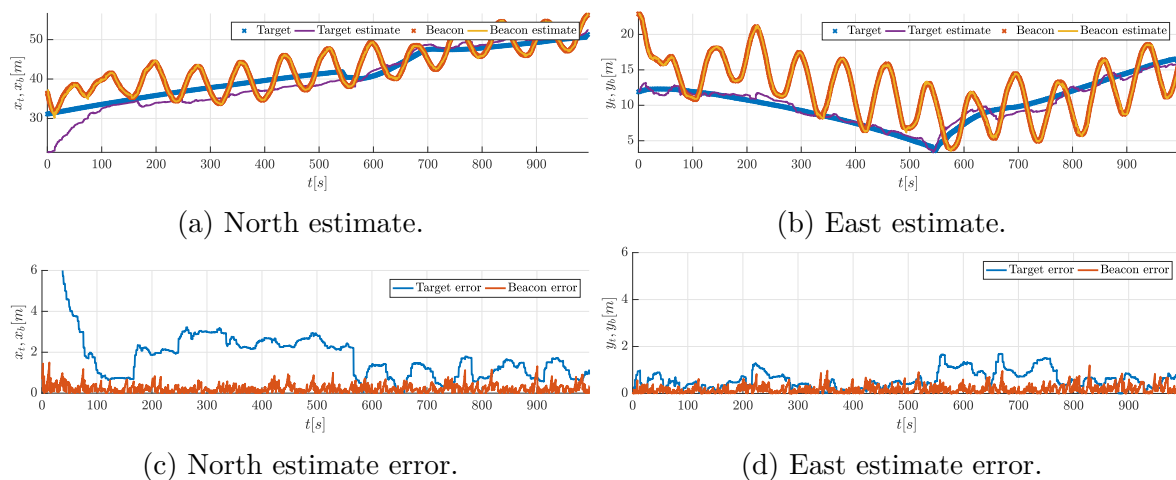 Target Target estimate Beacon Beacon estimate
x_t, x_b[m]
50
40
30
0 100 200 300 400 500 600 700 800 900
t[s]
(a) North estimate.
Target Target estimate Beacon Beacon estimate
y_t, y_b[m]
20
15
10
5
0 100 200 300 400 500 600 700 800 900
t[s]
(b) East estimate.
Target error Beacon error
x_t, x_b[m]
6
4
2
0
0 100 200 300 400 500 600 700 800 900
t[s]
(c) North estimate error.
Target error Beacon error
y_t, y_b[m]
6
4
2
0
0 100 200 300 400 500 600 700 800 900
t[s]
(d) East estimate error.